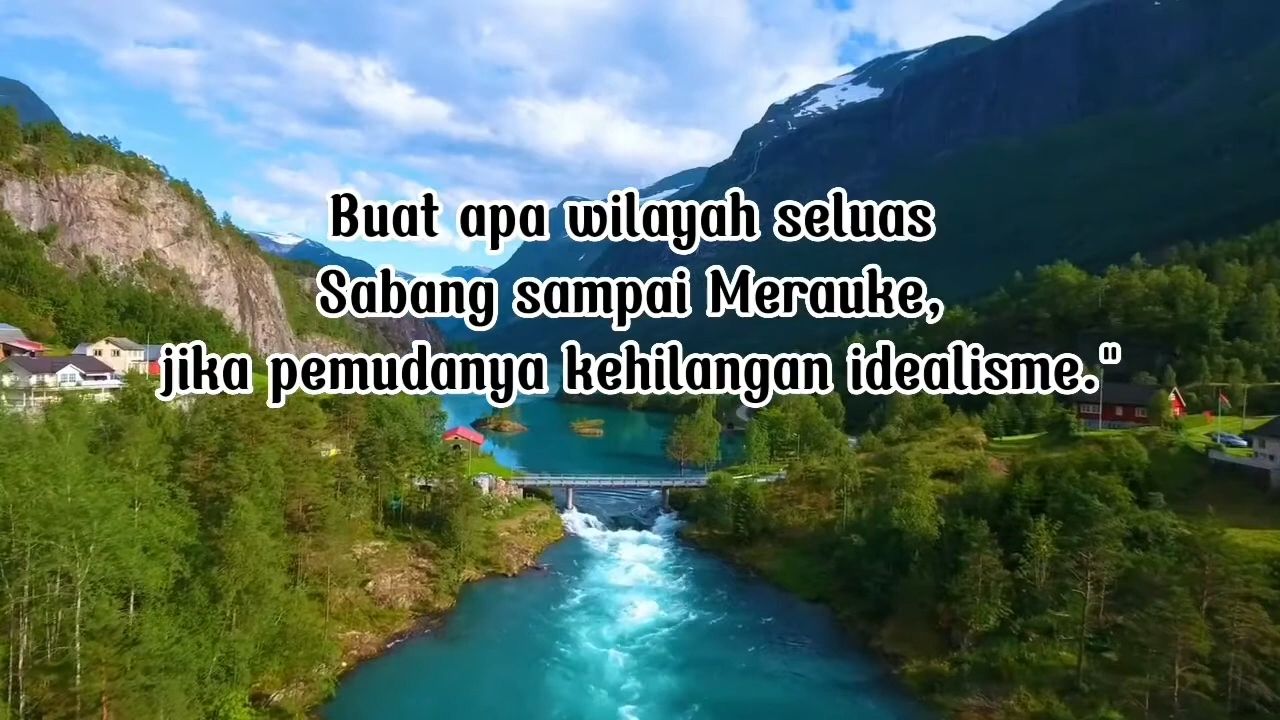 Buat apa wilayah seluas
Sabang sampai Merauke,
jika pemudanya kehilangan idealisme."